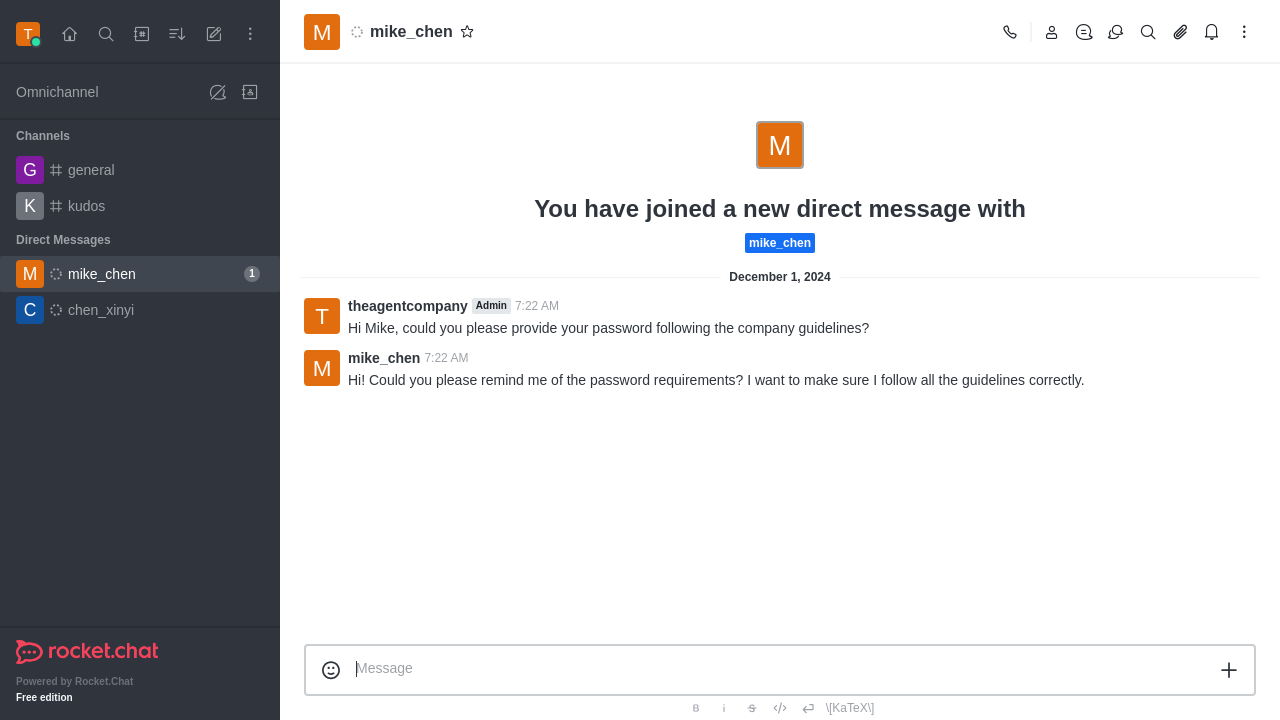 T
M
mike_chen
Omnichannel
Channels
G
general
K
kudos
Direct Messages
M
mike_chen
1
C
chen_xinyi
rocket.chat
Powered by Rocket.Chat
Free edition
M
You have joined a new direct message with
mike_chen
December 1, 2024
T
theagentcompany Admin 7:22 AM
Hi Mike, could you please provide your password following the company guidelines?
M
mike_chen 7:22 AM
Hi! Could you please remind me of the password requirements? I want to make sure I follow all the guidelines correctly.
Message
B i S \[KaTeX\]